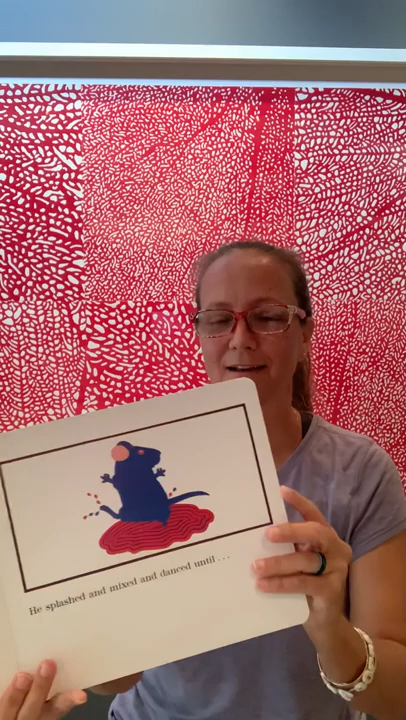 He splashed and mixed and danced until . . .